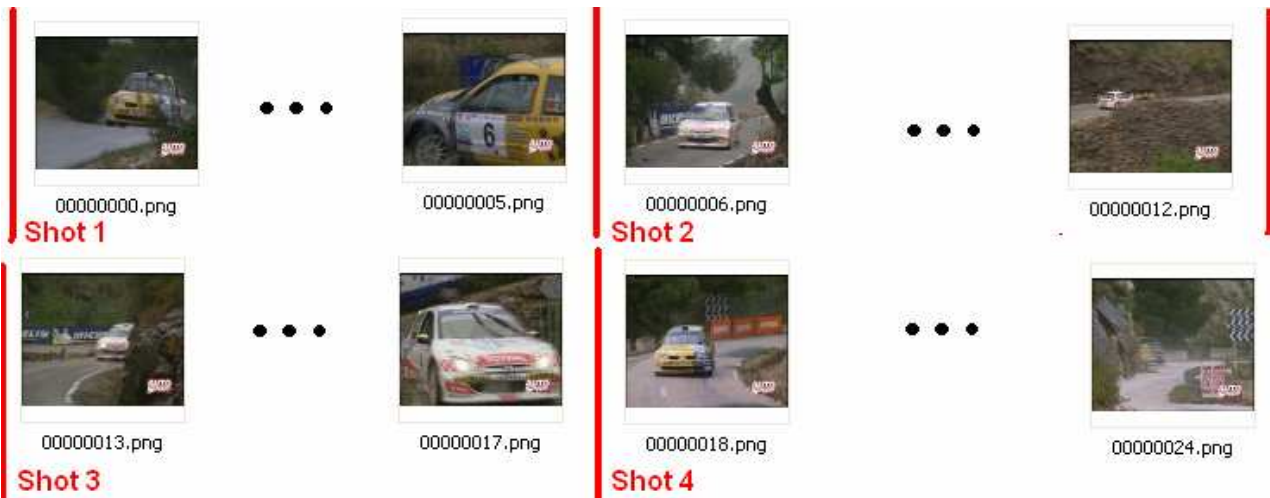 6
00000000.png
00000005.png
00000006.png
00000012.png
Shot 1
Shot 2
00000013.png
00000017.png
00000018.png
00000024.png
Shot 3
Shot 4